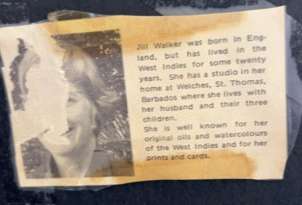 Jill Walker was born in Eng-
land, but has lived in the
West Indies for some twenty
years. She has a studio in her
home at Welches, St. Thomas,
Barbados where she lives with
her husband and their three
children.
She is well known for her
original oils and watercolours
of the West Indies and for her
prints and cards.